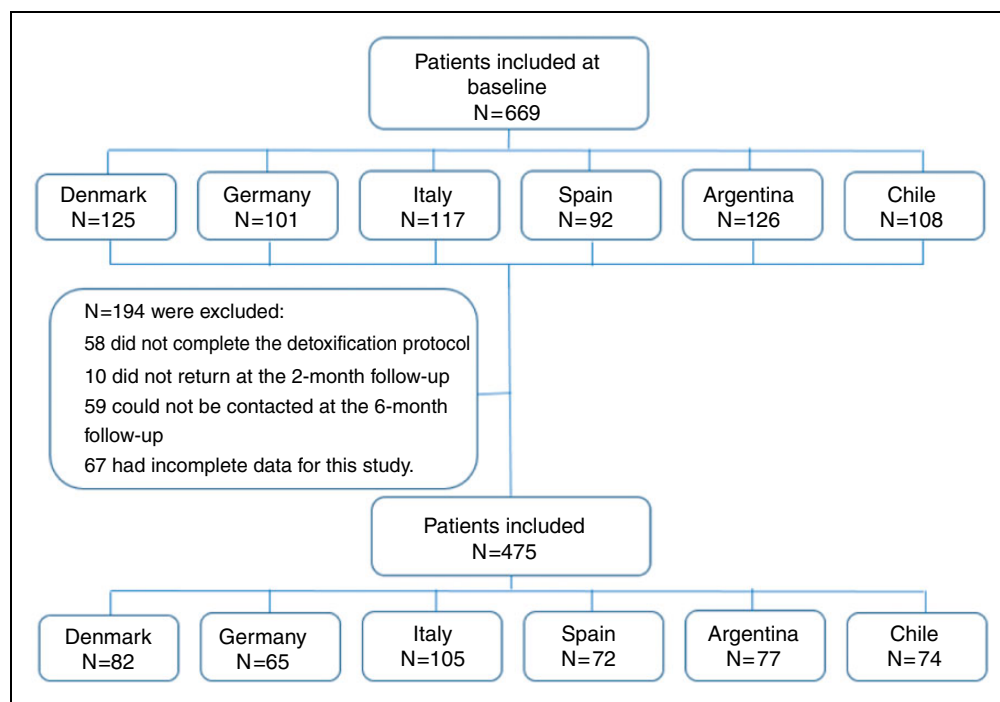 Patients included at
baseline
N=669
Denmark
N=125
Germany
N=101
Italy
N=117
Spain
N=92
Argentina
N=126
Chile
N=108
N=194 were excluded:
58 did not complete the detoxification protocol
10 did not return at the 2-month follow-up
59 could not be contacted at the 6-month
follow-up
67 had incomplete data for this study.
Patients included
N=475
Denmark
N=82
Germany
N=65
Italy
N=105
Spain
N=72
Argentina
N=77
Chile
N=74